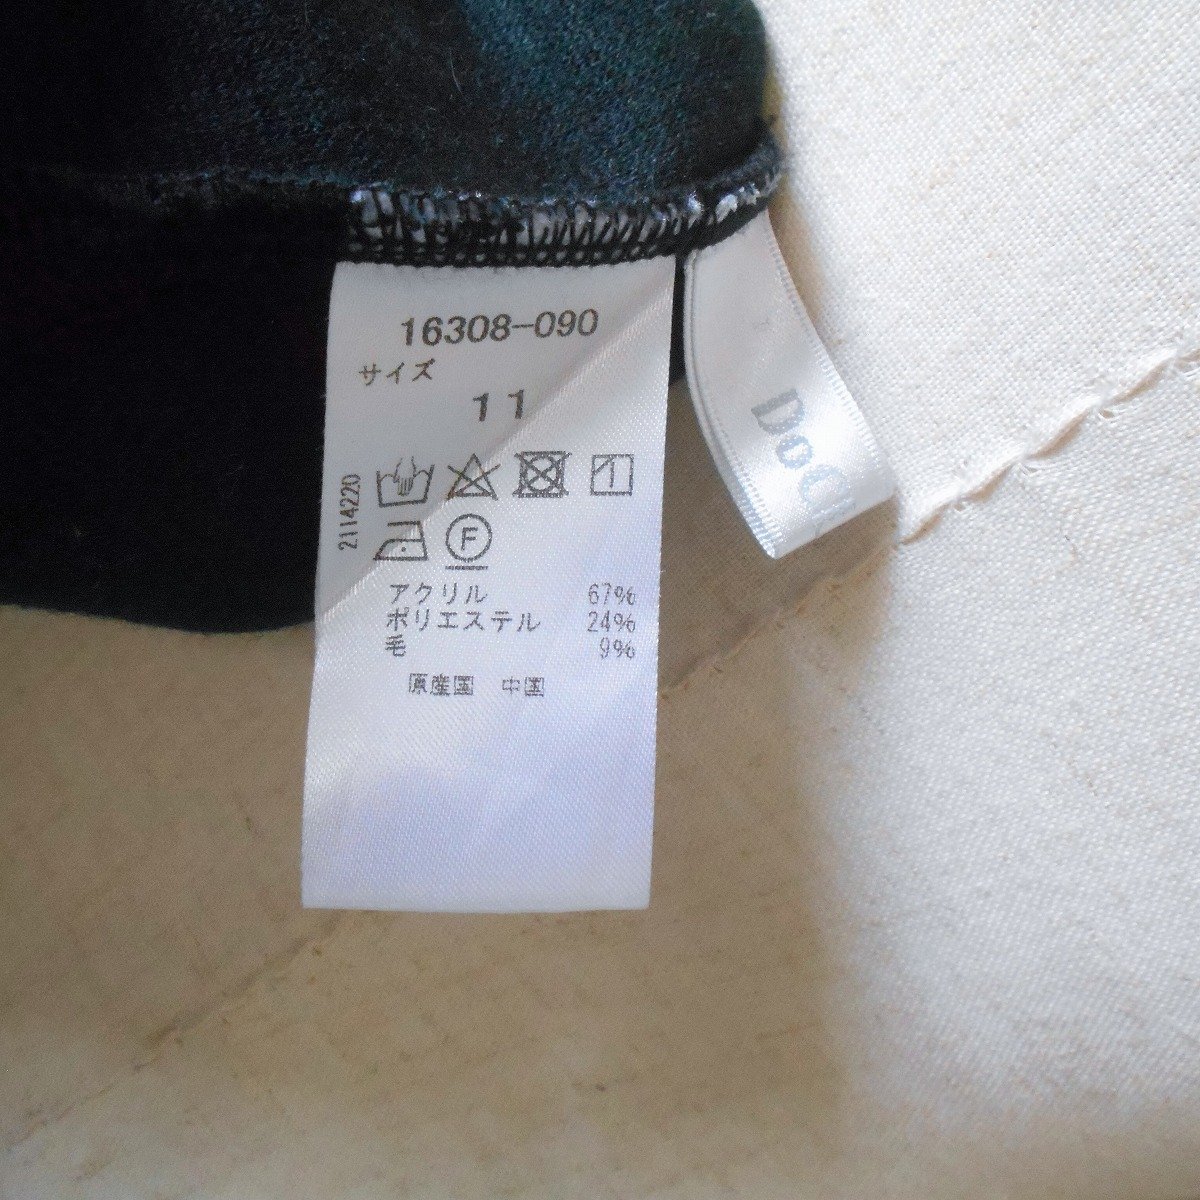 16308-090
サイズ
11
2114220
F
アクリル 67%
ポリエステル 24%
毛 9%
原産国 中国